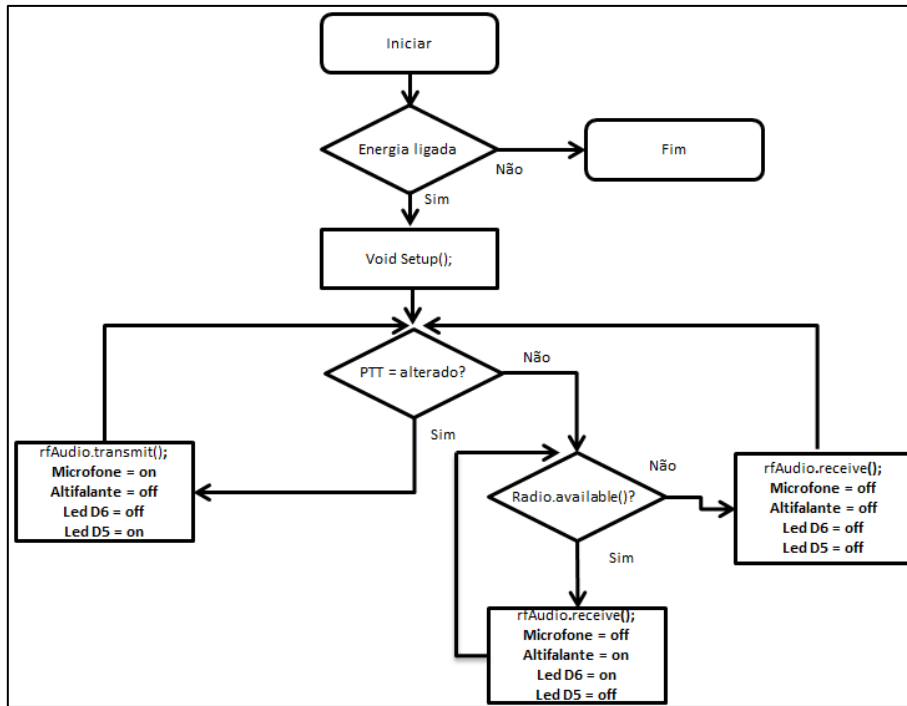 Iniciar
Energia ligada
Não
Fim
Sim
Void Setup();
PTT = alterado?
Não
Sim
rfAudio.transmit();
Microfone = on
Altifalante = off
Led D6 = off
Led D5 = on
Radio.available()?
Não
rfAudio.receive();
Microfone = off
Altifalante = off
Led D6 = off
Led D5 = off
Sim
rfAudio.receive();
Microfone = off
Altifalante = on
Led D6 = on
Led D5 = off